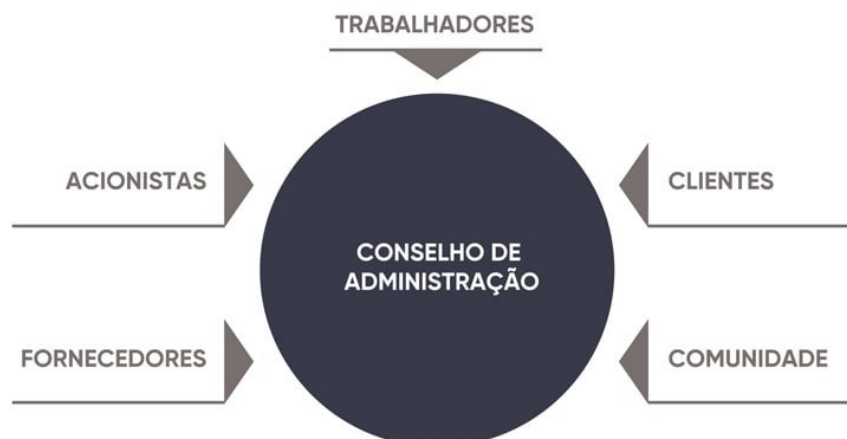 TRABALHADORES
ACIONISTAS
CLIENTES
CONSELHO DE
ADMINISTRAÇÃO
FORNECEDORES
COMUNIDADE